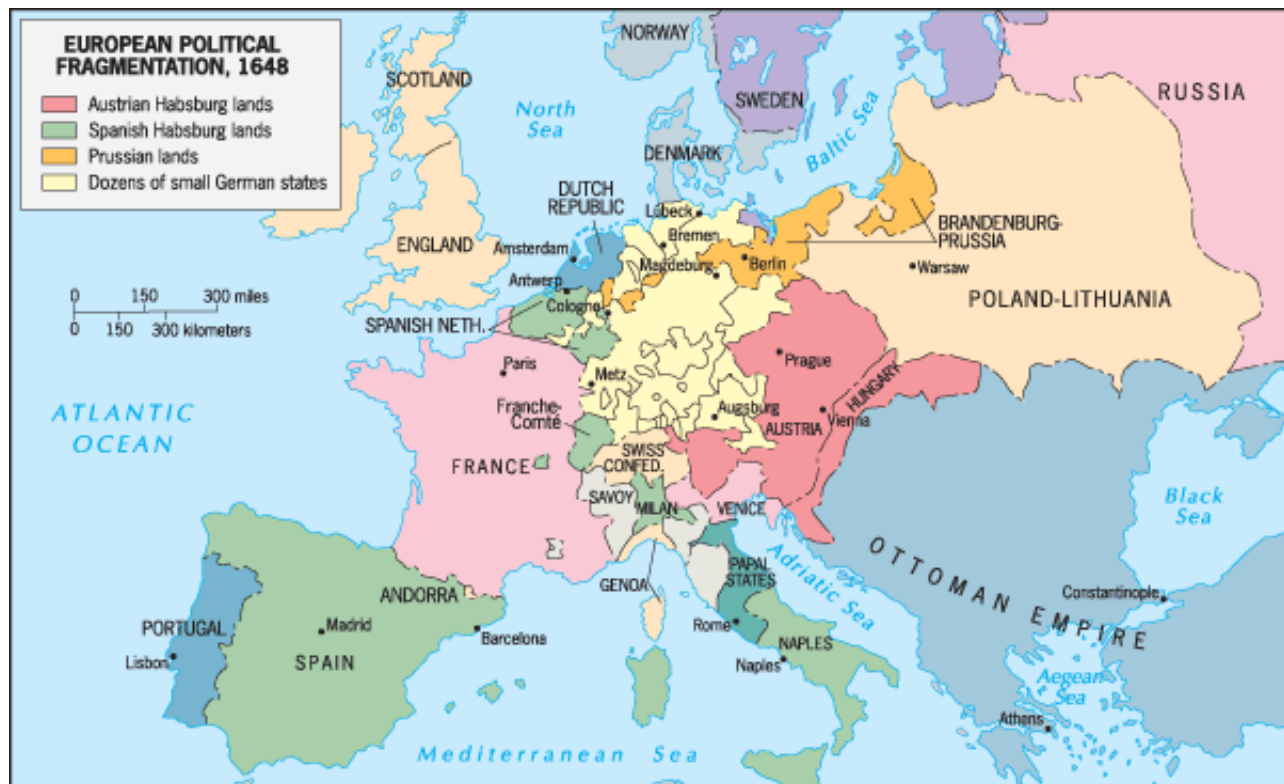 EUROPEAN POLITICAL
FRAGMENTATION, 1648
Austrian Habsburg lands
Spanish Habsburg lands
Prussian lands
Dozens of small German states
NORWAY
SCOTLAND
North
Sea
SWEDEN
Baltic Sea
RUSSIA
DENMARK
DUTCH
REPUBLIC
Lübeck
Bremen
BRANDENBURG-
PRUSSIA
ENGLAND
Amsterdam
Magdeburg
Berlin
Warsaw
Antwerp
0 150 300 miles
0 150 300 kilometers
Cologne
POLAND-LITHUANIA
SPANISH NETH.
Paris
Prague
Metz
HUNGARY
ATLANTIC
OCEAN
Franche-
Comté
Augsburg
AUSTRIA
Vienna
FRANCE
SWISS
CONFED.
SAVOY
MILAN
VENICE
Black
Sea
OTTOMAN EMPIRE
PAPAL
STATES
Adriatic Sea
GENOA
ANDORRA
Constantinople
PORTUGAL
Madrid
Barcelona
Rome
NAPLES
Lisbon
SPAIN
Naples
Aegean
Sea
Athens
Mediterranean Sea